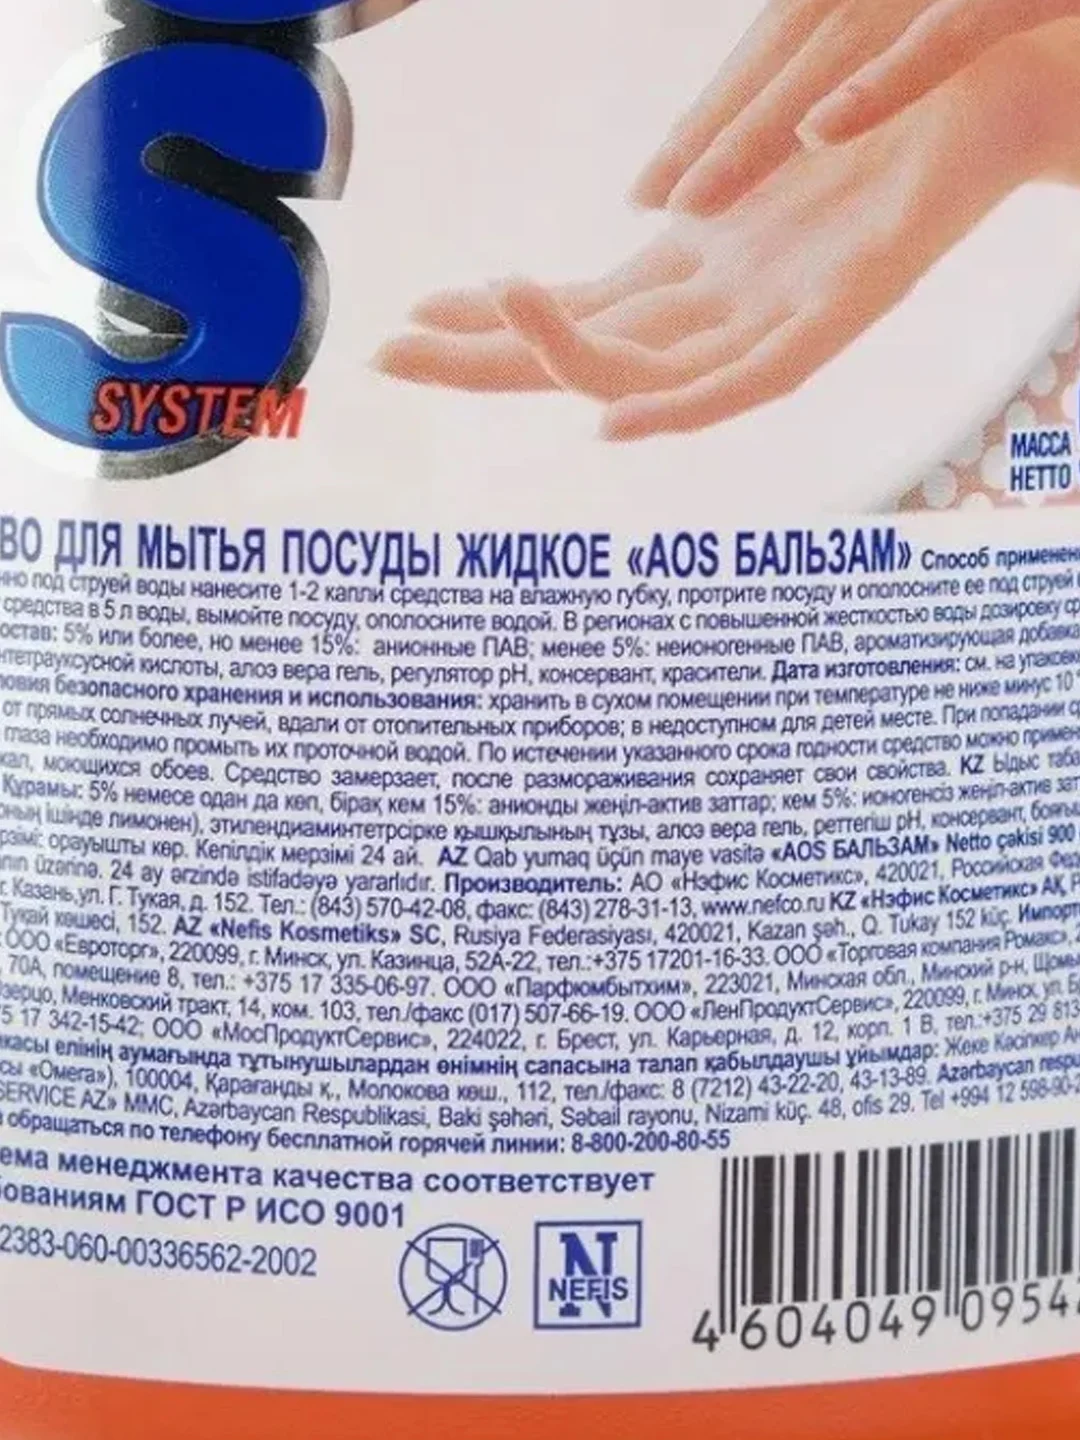 S
SYSTEM
МАССА
НЕТТО
ВО ДЛЯ МЫТЬЯ ПОСУДЫ ЖИДКОЕ «AOS БАЛЬЗАМ» Способ
под струей воды нанесите 1-2 капли средства на влажную губку, протрите посуду и ополосните ее под струей
средства в 5 л воды, вымойте посуду, ополосните водой. В регионах с повышенной жесткостью воды дозировку
5% или более, но менее 15%: анионные ПАВ; менее 5%: неионогенные ПАВ, ароматизирующая
кислоты, алоэ вера гель, регулятор pH, консервант, красители. Дата изготовления: см. на
безопасного хранения и использования: хранить в сухом помещении при температуре не ниже минус 10
от прямых солнечных лучей, вдали от отопительных приборов; в недоступном для детей месте. При попадании
глаза необходимо промыть их проточной водой. По истечении указанного срока годности средство можно
моющихся обоев. Средство замерзает, после размораживания сохраняет свои свойства. KZ Ыдыс
Құрамы: 5% немесе одан да көп, бірақ кем 15%: анионды жеңіл-актив заттар; кем 5%: ионогенсіз жеңіл-актив
ішінде лимонен), этилендиаминтетрсірке қышқылының тұзы, алоэ вера гель, реттегіш pH, консервант,
орауышты көр. Кепілдік мерзімі 24 ай. AZ Qab yumaq üçün maye vasitə «AOS БАЛЬЗАМ» Netto çəkisi 900
üzərinə. 24 ay ərzində istifadəyə yararlıdır. Производитель: АО «Нэфис Косметикс», 420021, Российская
г. Казань, ул. Г. Тукая, д. 152. Тел.: (843) 570-42-08, факс: (843) 278-31-13, www.nefco.ru KZ «Нэфис Косметикс» АҚ,
Тукай көшесі, 152. AZ «Nefis Kosmetiks» SC, Rusiya Federasiyası, 420021, Kazan şəh., Q. Tukay 152 küç.
ООО «Евроторг», 220099, г. Минск, ул. Казинца, 52А-22, тел.:+375 17201-16-33. ООО «Торговая компания Ромакс»,
70А, помещение 8, тел.: +375 17 335-06-97. ООО «Парфюмбытхим», 223021, Минская обл., Минский р-н,
Менковский тракт, 14, ком. 103, тел./факс (017) 507-66-19. ООО «ЛенПродуктСервис», 220099, г. Минск, ул.
17 342-15-42; ООО «МосПродуктСервис», 224022, г. Брест, ул. Карьерная, д. 12, корп. 1 В, тел.:+375 29
елінің аумағында тұтынушылардан өнімнің сапасына талап қабылдаушы ұйымдар: Жеке Кәсіпкер
«Омега»), 100004, Қарағанды қ., Молокова көш., 112, тел./факс: 8 (7212) 43-22-20, 43-13-89. Azərbaycan
SERVICE AZ» MMC, Azərbaycan Respublikasi, Baki şəhəri, Səbail rayonu, Nizami küç. 48, ofis 29. Tel +994 12
обращаться по телефону бесплатной горячей линии: 8-800-200-80-55
ема менеджмента качества соответствует
бованиям ГОСТ Р ИСО 9001
2383-060-00336562-2002
NEFIS
4 604049 09542